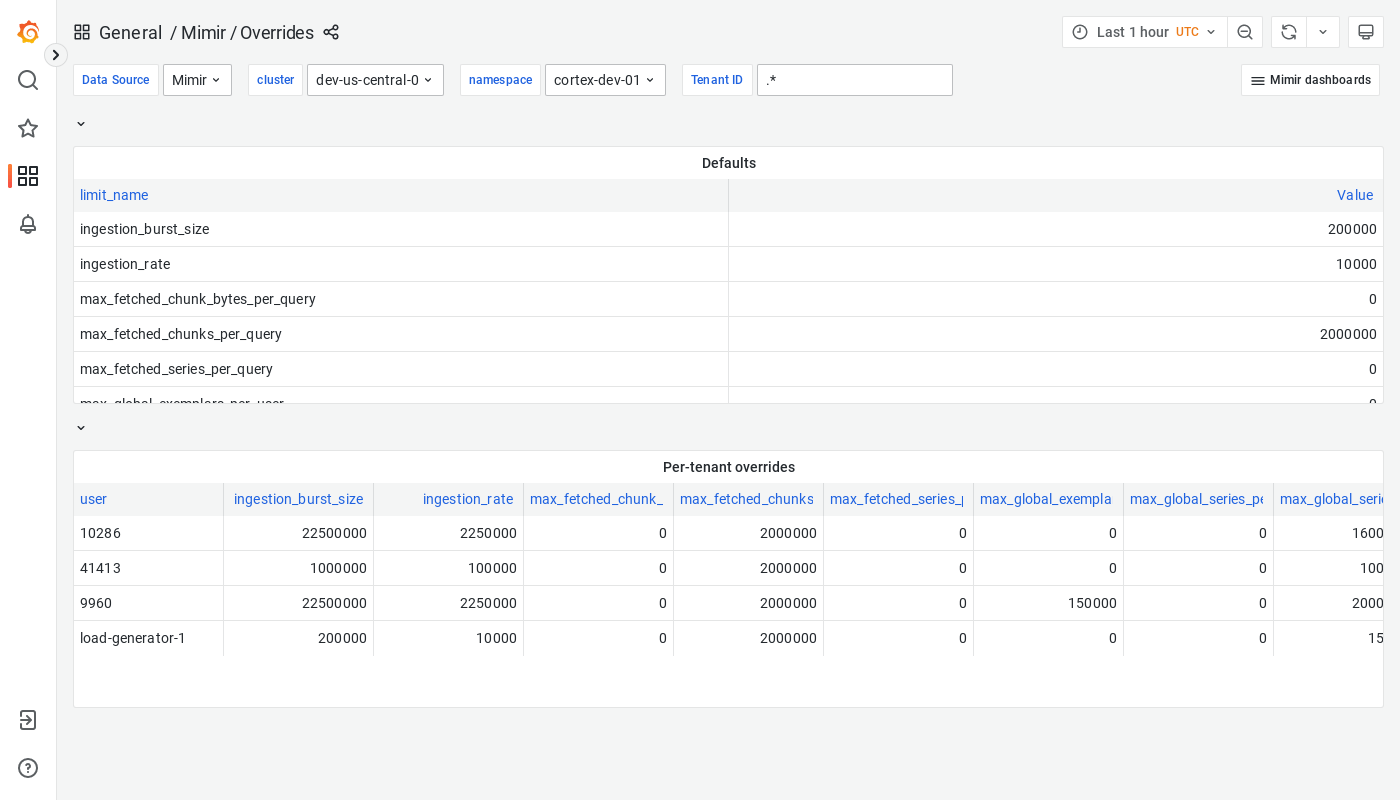 General / Mimir / Overrides
Last 1 hour UTC
Data Source Mimir cluster dev-us-central-0 namespace cortex-dev-01 Tenant ID .* Mimir dashboards
Defaults
limit_name Value
ingestion_burst_size 200000
ingestion_rate 10000
max_fetched_chunk_bytes_per_query 0
max_fetched_chunks_per_query 2000000
max_fetched_series_per_query 0
max_global_exemplars_per_user 0
Per-tenant overrides
user ingestion_burst_size ingestion_rate max_fetched_chunk_ max_fetched_chunks max_fetched_series_ max_global_exempla max_global_series_pe max_global_serie
10286 22500000 2250000 0 2000000 0 0 0 1600
41413 1000000 100000 0 2000000 0 0 0 100
9960 22500000 2250000 0 2000000 0 150000 0 2000
load-generator-1 200000 10000 0 2000000 0 0 0 15